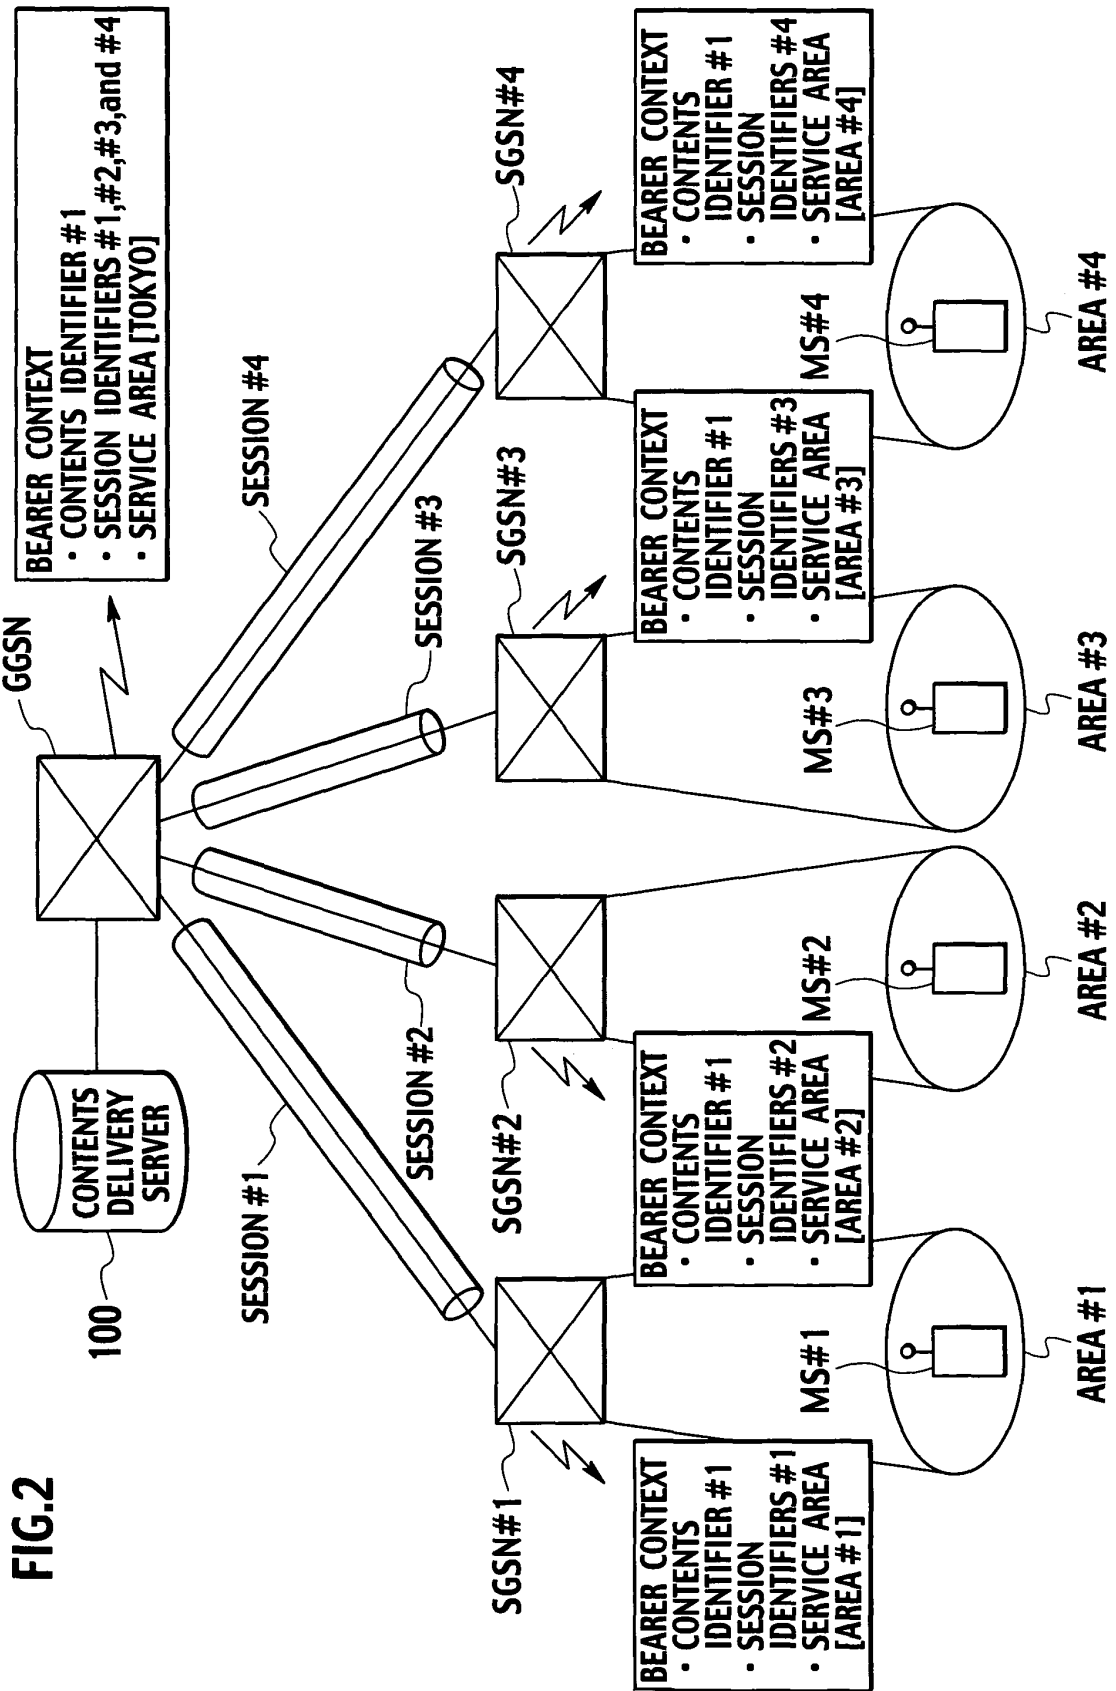 FIG.2
100
CONTENTS
DELIVERY
SERVER
GGSN
BEARER CONTEXT
· CONTENTS IDENTIFIER #1
· SESSION IDENTIFIERS #1,#2,#3,and #4
· SERVICE AREA [TOKYO]
SESSION #1
SESSION #2
SESSION #3
SESSION #4
SGSN#1
SGSN#2
SGSN#3
SGSN#4
BEARER CONTEXT
· CONTENTS
IDENTIFIER #1
· SESSION
IDENTIFIERS #1
· SERVICE AREA
[AREA #1]
BEARER CONTEXT
· CONTENTS
IDENTIFIER #1
· SESSION
IDENTIFIERS #2
· SERVICE AREA
[AREA #2]
BEARER CONTEXT
· CONTENTS
IDENTIFIER #1
· SESSION
IDENTIFIERS #3
· SERVICE AREA
[AREA #3]
BEARER CONTEXT
· CONTENTS
IDENTIFIER #1
· SESSION
IDENTIFIERS #4
· SERVICE AREA
[AREA #4]
MS#1
MS#2
MS#3
MS#4
AREA #1
AREA #2
AREA #3
AREA #4